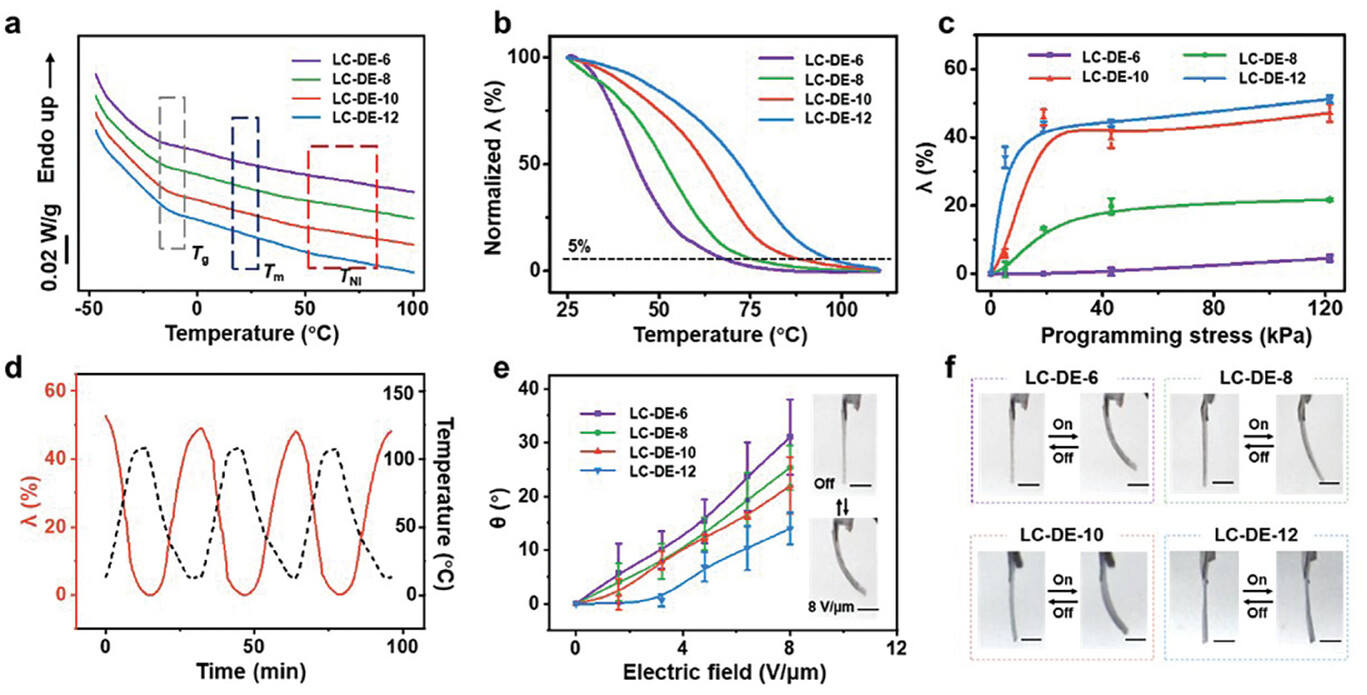 a
0.02 W/g Endo up
LC-DE-6
LC-DE-8
LC-DE-10
LC-DE-12
Tg
Tm
TNI
-50 0 50 100
Temperature (°C)
b
Normalized λ (%)
100
50
0
5%
LC-DE-6
LC-DE-8
LC-DE-10
LC-DE-12
25 50 75 100
Temperature (°C)
c
λ (%)
60
40
20
0
LC-DE-6 LC-DE-8
LC-DE-10 LC-DE-12
0 40 80 120
Programming stress (kPa)
d
λ (%)
60
40
20
0
150
100
50
0
Temperature (°C)
0 50 100
Time (min)
e
θ (°)
40
30
20
10
0
LC-DE-6
LC-DE-8
LC-DE-10
LC-DE-12
Off
8 V/μm
0 4 8 12
Electric field (V/μm)
f
LC-DE-6 LC-DE-8
On On
Off Off
LC-DE-10 LC-DE-12
On On
Off Off